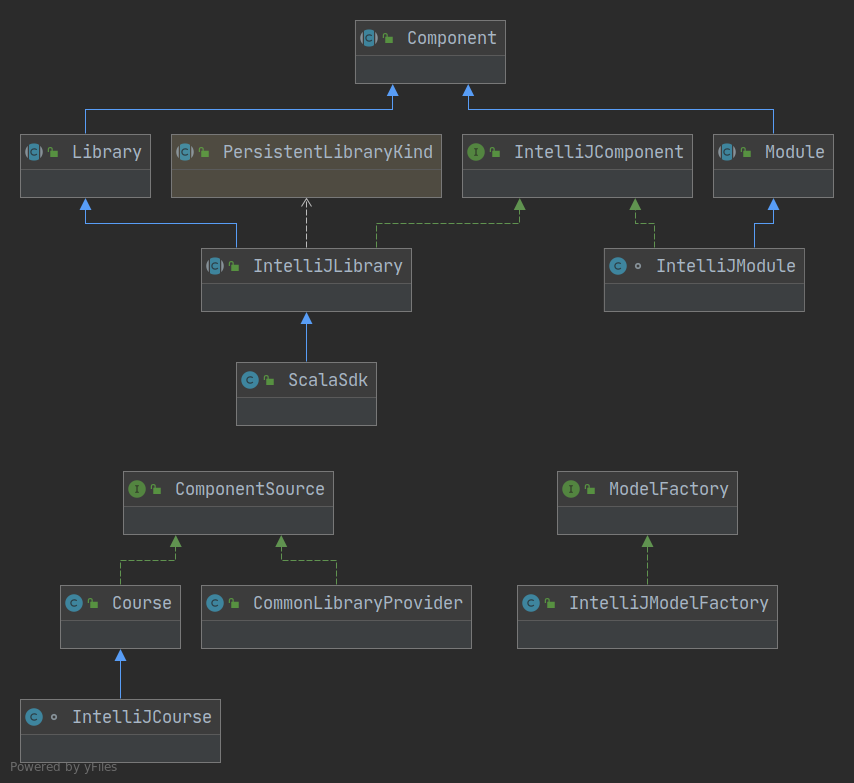 Component
Library
PersistentLibraryKind
IntelliJComponent
Module
IntelliJLibrary
IntelliJModule
ScalaSdk
ComponentSource
ModelFactory
Course
CommonLibraryProvider
IntelliJModelFactory
IntelliJCourse
Powered by yFiles